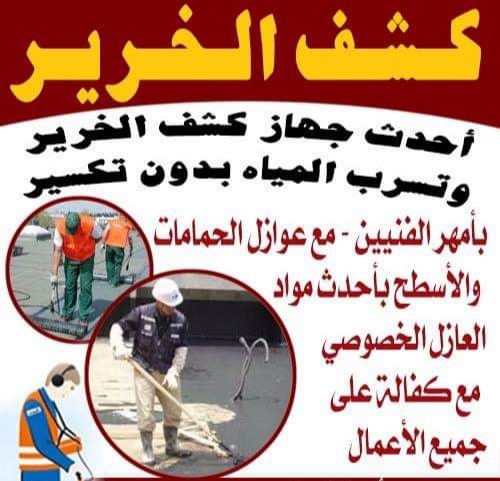 كشف الخرير
أحدث جهاز كشف الخرير
وتسرب المياه بدون تكسير
بأمهر الفنيين - مع عوازل الحمامات
والأسطح بأحدث مواد
العازل الخصوصي
مع كفالة على
جميع الأعمال